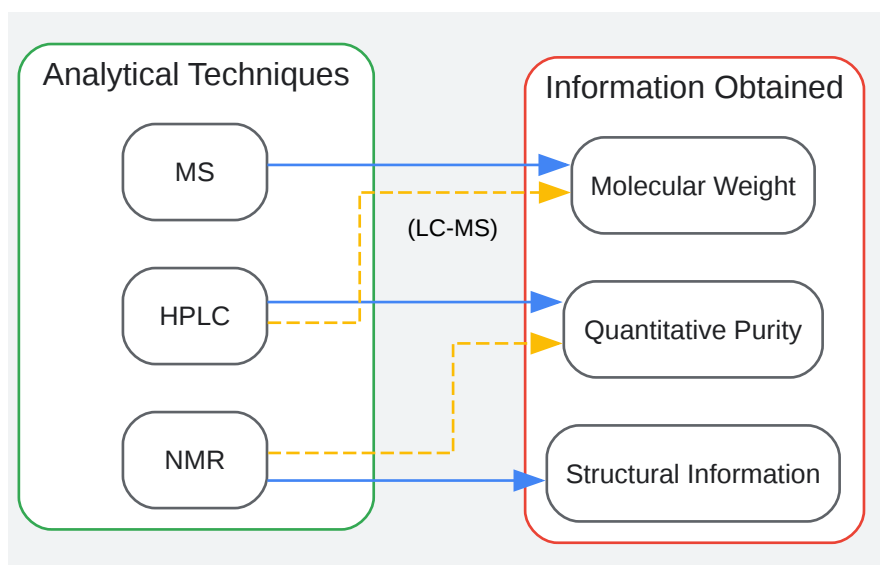 Analytical Techniques
Information Obtained
MS
Molecular Weight
(LC-MS)
HPLC
Quantitative Purity
NMR
Structural Information